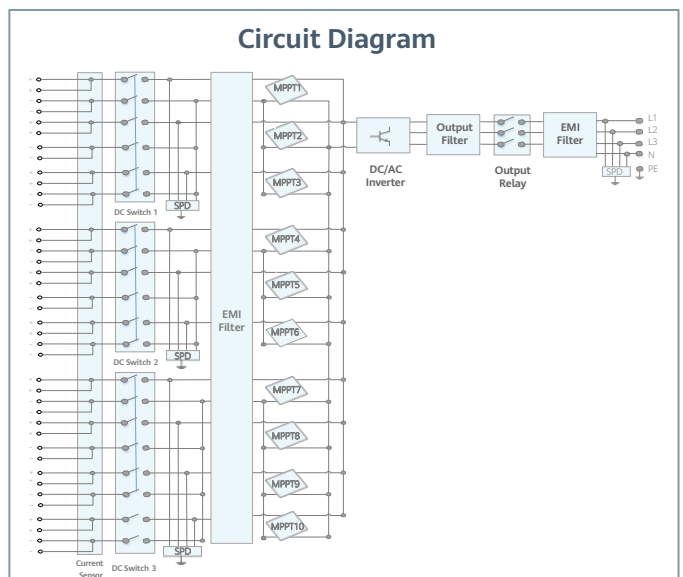 Circuit Diagram
MPPT1
MPPT2
MPPT3
SPD
DC Switch 1
MPPT4
MPPT5
MPPT6
SPD
DC Switch 2
EMI
Filter
MPPT7
MPPT8
MPPT9
MPPT10
SPD
Current
Sensor
DC Switch 3
DC/AC
Inverter
Output
Filter
Output
Relay
EMI
Filter
L1
L2
L3
N
SPD
PE